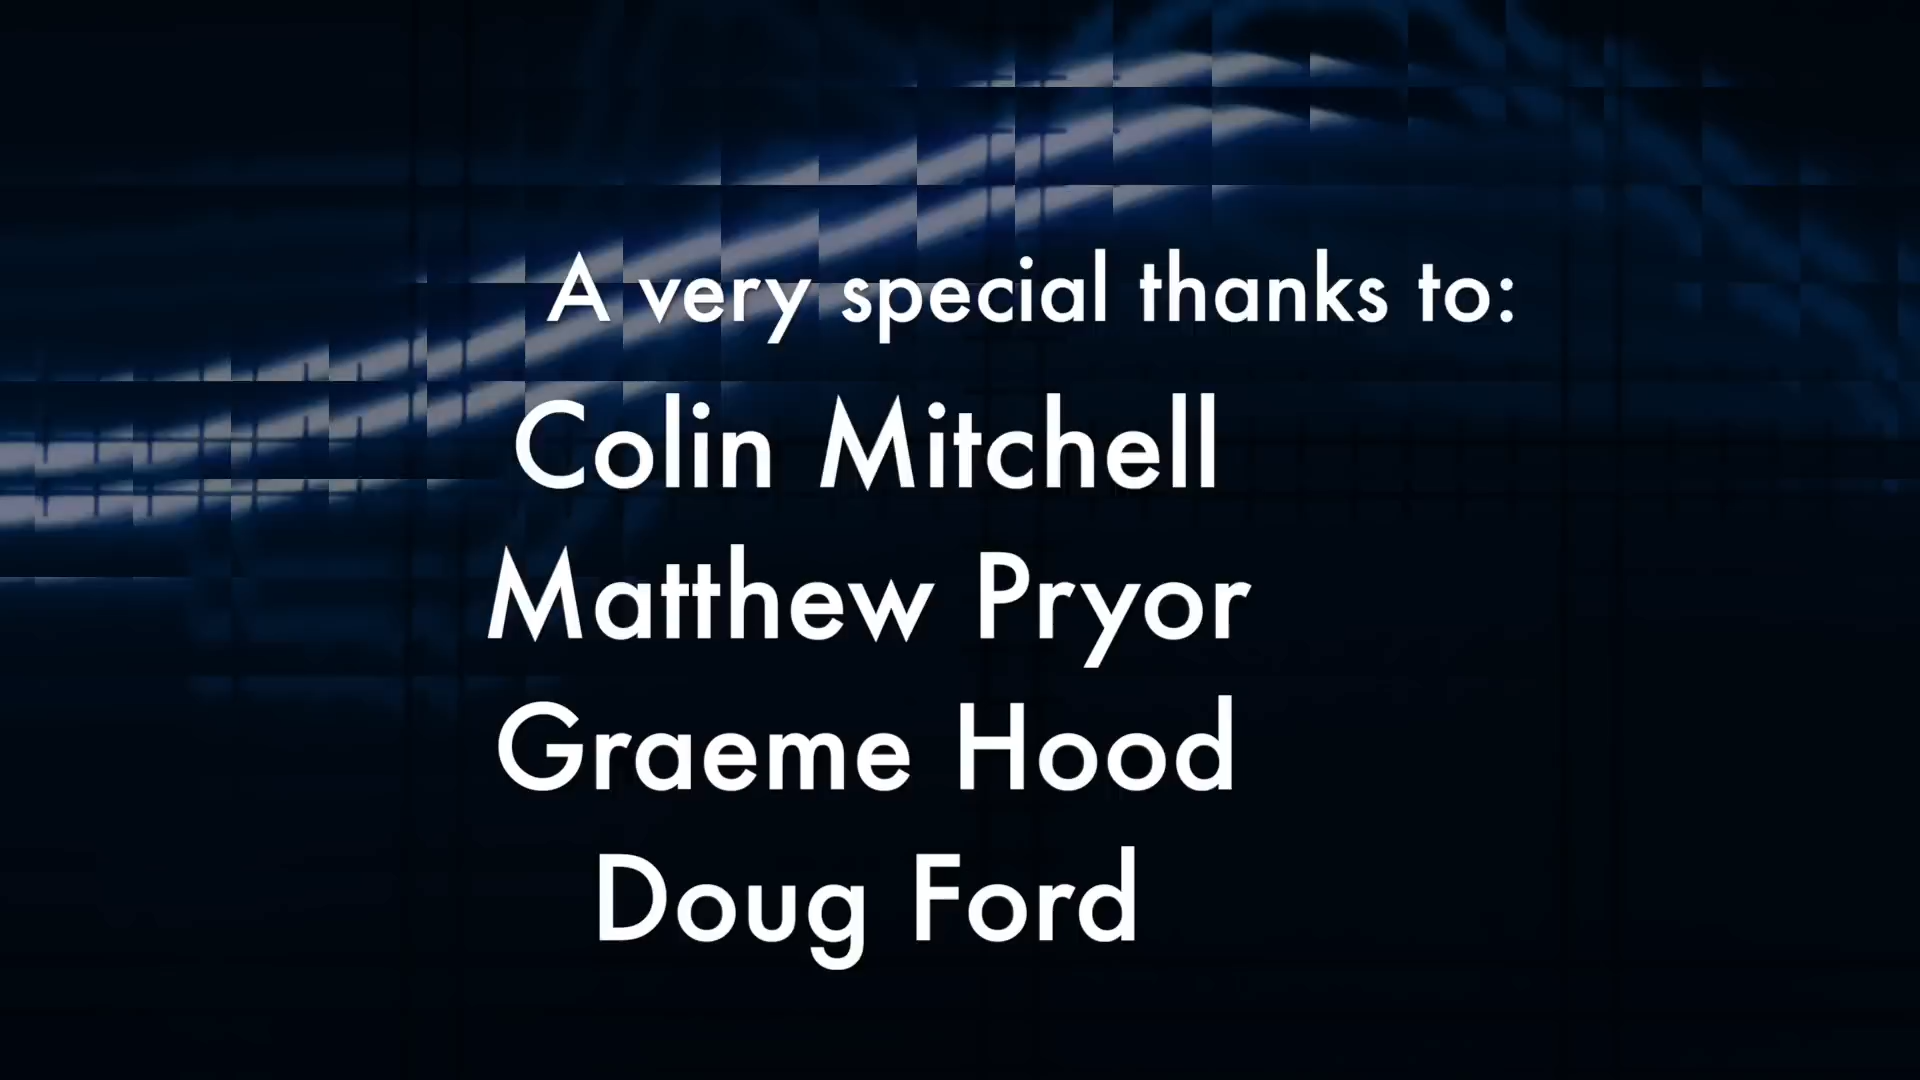 A very special thanks to:
Colin Mitchell
Matthew Pryor
Graeme Hood
Doug Ford